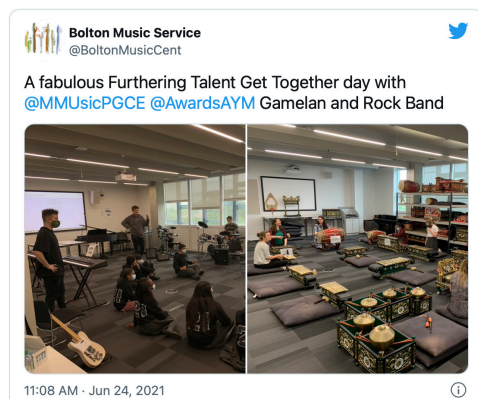 Bolton Music Service
@BoltonMusicCent
A fabulous Furthering Talent Get Together day with
@MMUsicPGCE @AwardsAYM Gamelan and Rock Band
11:08 AM · Jun 24, 2021